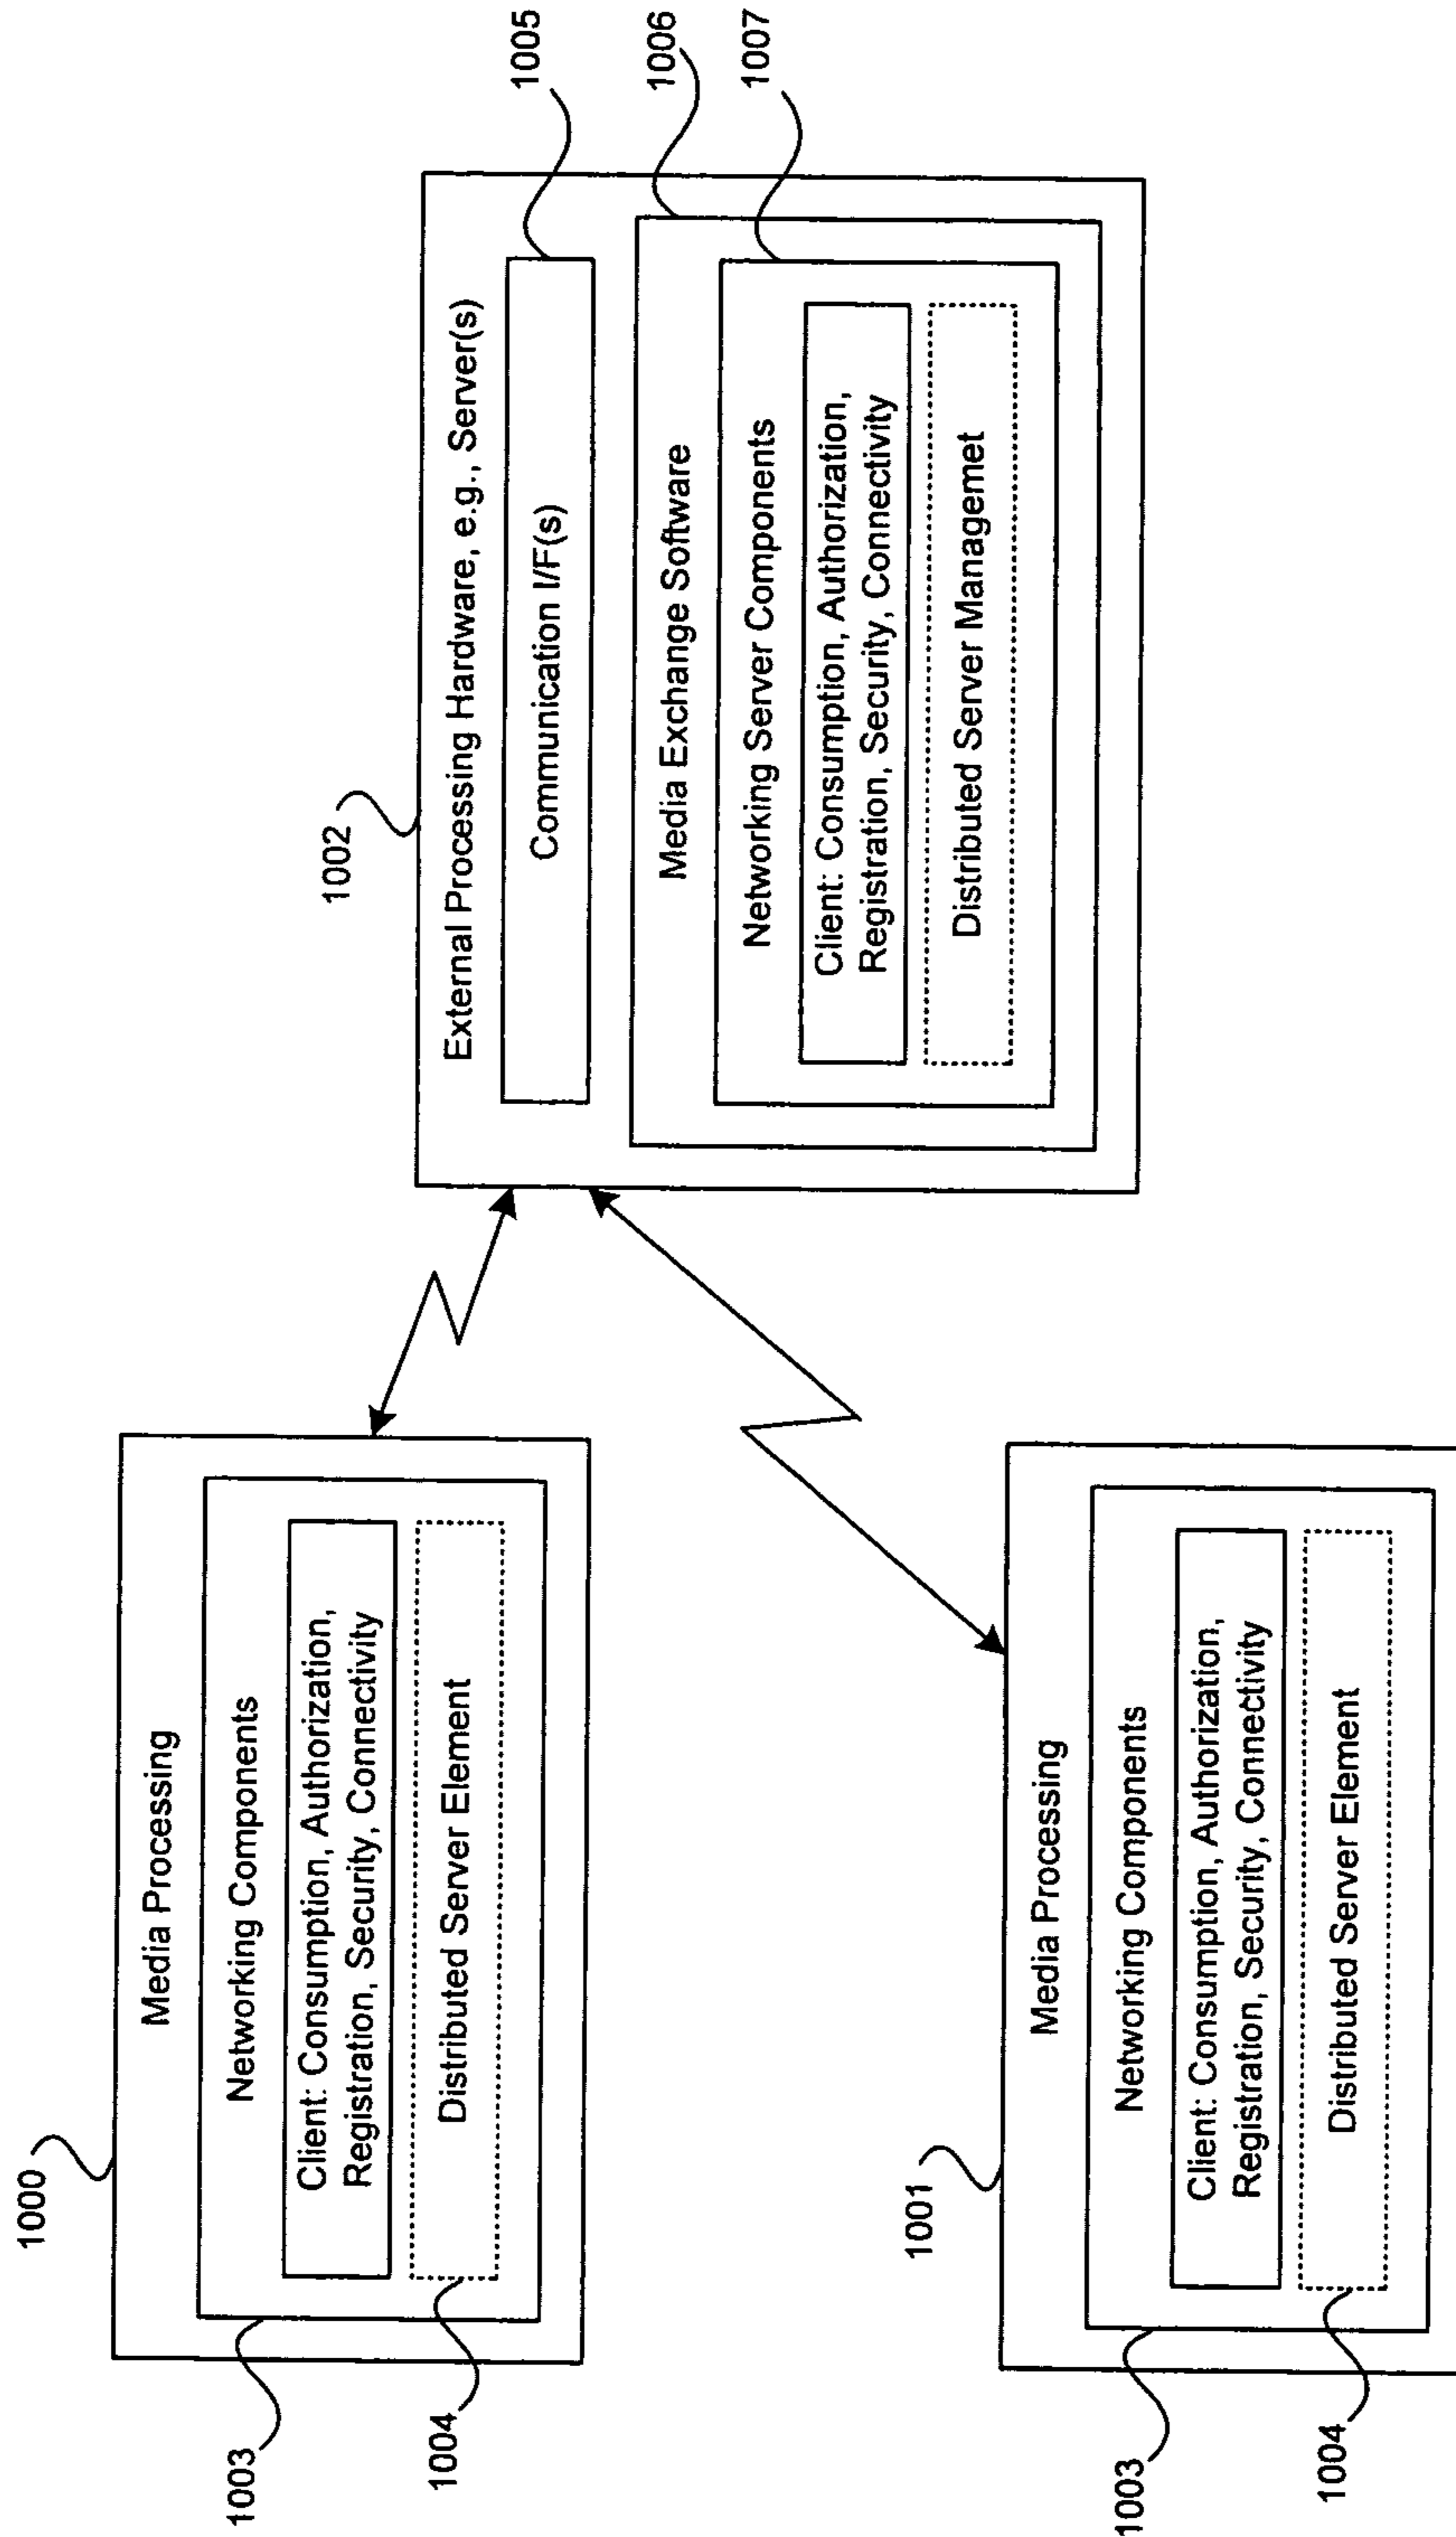 1000
Media Processing
Networking Components
Client: Consumption, Authorization,
Registration, Security, Connectivity
Distributed Server Element
1003
1004
1002
External Processing Hardware, e.g., Server(s)
Communication I/F(s)
Media Exchange Software
Networking Server Components
Client: Consumption, Authorization,
Registration, Security, Connectivity
Distributed Server Managemet
1005
1006
1007
1001
Media Processing
Networking Components
Client: Consumption, Authorization,
Registration, Security, Connectivity
Distributed Server Element
1003
1004